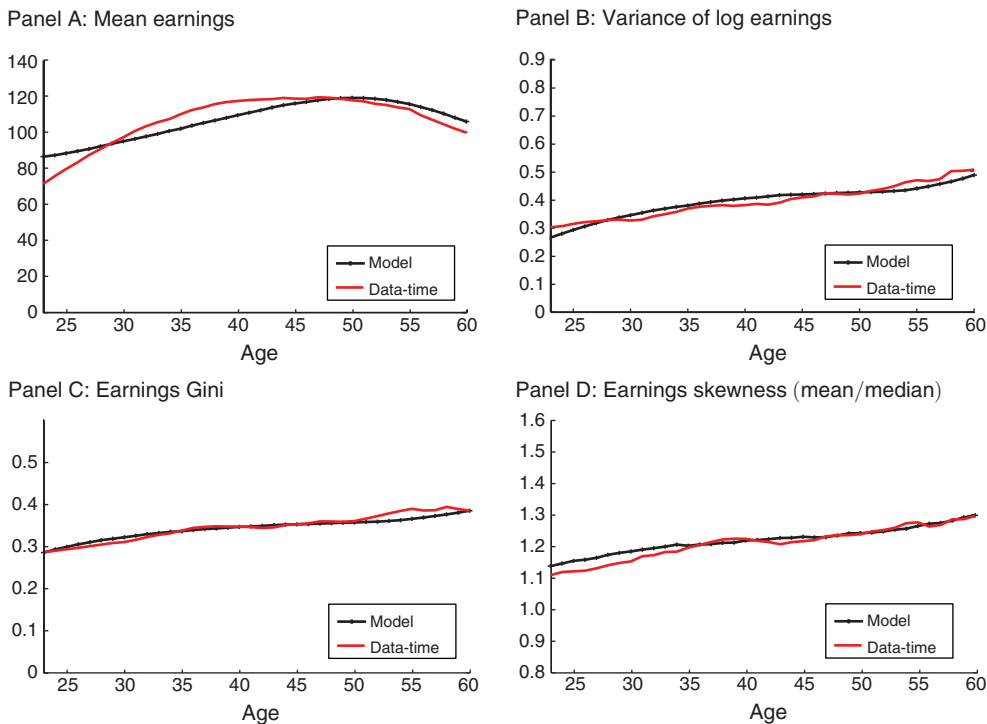 Panel A: Mean earnings
140
120
100
80
60
40
20
0
25 30 35 40 45 50 55 60
Age
Model
Data-time
Panel B: Variance of log earnings
0.9
0.8
0.7
0.6
0.5
0.4
0.3
0.2
0.1
0
25 30 35 40 45 50 55 60
Age
Model
Data-time
Panel C: Earnings Gini
0.5
0.4
0.3
0.2
0.1
0
25 30 35 40 45 50 55 60
Age
Model
Data-time
Panel D: Earnings skewness (mean/median)
1.6
1.5
1.4
1.3
1.2
1.1
1.0
0.9
0.8
25 30 35 40 45 50 55 60
Age
Model
Data-time